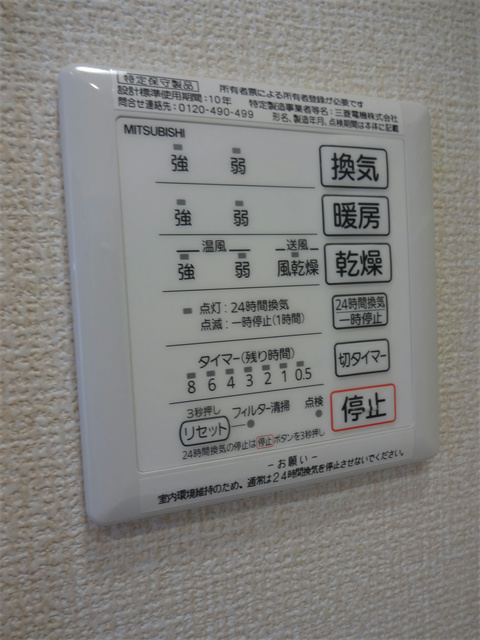 特定保守製品 所有者票による所有者登録が必要です
設計標準使用期間：10年 特定製造事業者等名：三菱電機株式会社
問合せ連絡先：0120-490-499 形名、製造年月、点検期間は本体に記載
MITSUBISHI
強 弱 換気
強 弱 暖房
温風 送風
強 弱 風乾燥 乾燥
点灯：24時間換気
点滅：一時停止(1時間)
24時間換気
一時停止
タイマー(残り時間)
8 6 4 3 2 1 0.5
切タイマー
3秒押し
リセット フィルター清掃 点検
停止
24時間換気の停止は停止ボタンを3秒押し
－お願い－
室内環境維持のため、通常は24時間換気を停止させないでください。